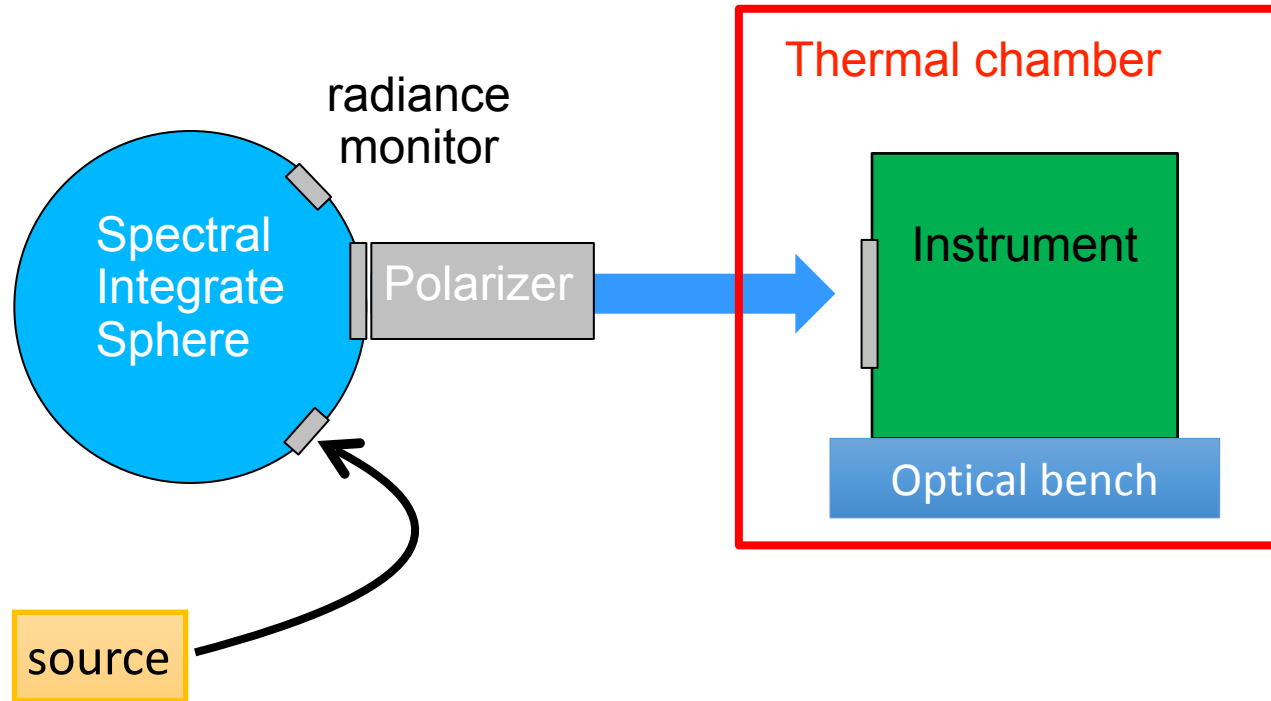 Thermal chamber
radiance
monitor
Spectral
Integrate
Sphere
Polarizer
Instrument
Optical bench
source